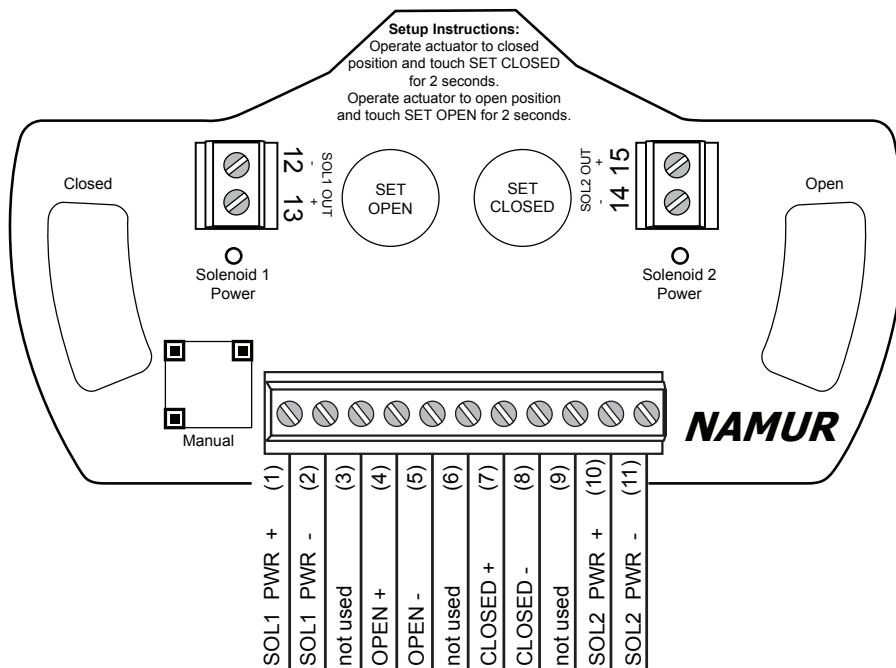 Setup Instructions:
Operate actuator to closed
position and touch SET CLOSED
for 2 seconds.
Operate actuator to open position
and touch SET OPEN for 2 seconds.
Closed
12 13
- +
SOL1 OUT
SET
OPEN
SET
CLOSED
SOL2 OUT
- +
14 15
Open
Solenoid 1
Power
Solenoid 2
Power
Manual
NAMUR
SOL1 PWR + (1)
SOL1 PWR - (2)
not used (3)
OPEN + (4)
OPEN - (5)
not used (6)
CLOSED + (7)
CLOSED - (8)
not used (9)
SOL2 PWR + (10)
SOL2 PWR - (11)